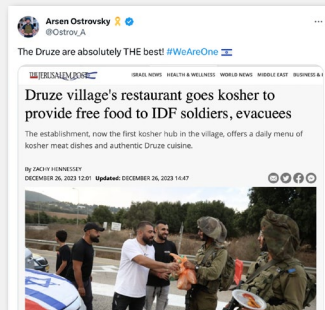 Arsen Ostrovsky
@Ostrov_A
The Druze are absolutely THE best! #WeAreOne
THE JERUSALEM POST
ISRAEL NEWS HEALTH & WELLNESS WORLD NEWS MIDDLE EAST BUSINESS & I
Druze village's restaurant goes kosher to
provide free food to IDF soldiers, evacuees
The establishment, now the first kosher hub in the village, offers a daily menu of
kosher meat dishes and authentic Druze cuisine.
By ZACHY HENNESSEY
DECEMBER 26, 2023 12:01 Updated: DECEMBER 26, 2023 14:47